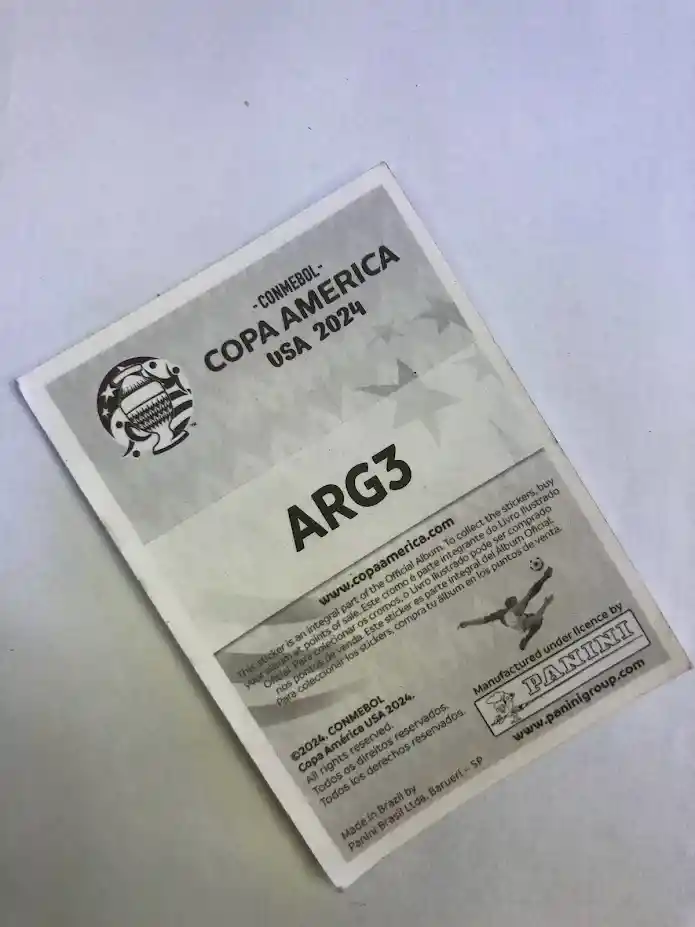 -CONMEBOL-
COPA AMERICA
USA 2024
ARG3
www.copaamerica.com
This sticker is an integral part of the Official Album. To collect the stickers, buy
your album at points of sale. Este cromo é parte integrante do Livro Ilustrado
Oficial. Para colecionar os cromos, o Livro Ilustrado pode ser comprado
nos pontos de venda. Este sticker es parte integral del Álbum Oficial.
Para coleccionar los stickers, compra tu álbum en los puntos de venta.
©2024. CONMEBOL
Copa América USA 2024.
All rights reserved.
Todos os direitos reservados.
Todos los derechos reservados.
Made in Brazil by
Panini Brasil Ltda. Barueri - SP
Manufactured under licence by
PANINI
www.paninigroup.com